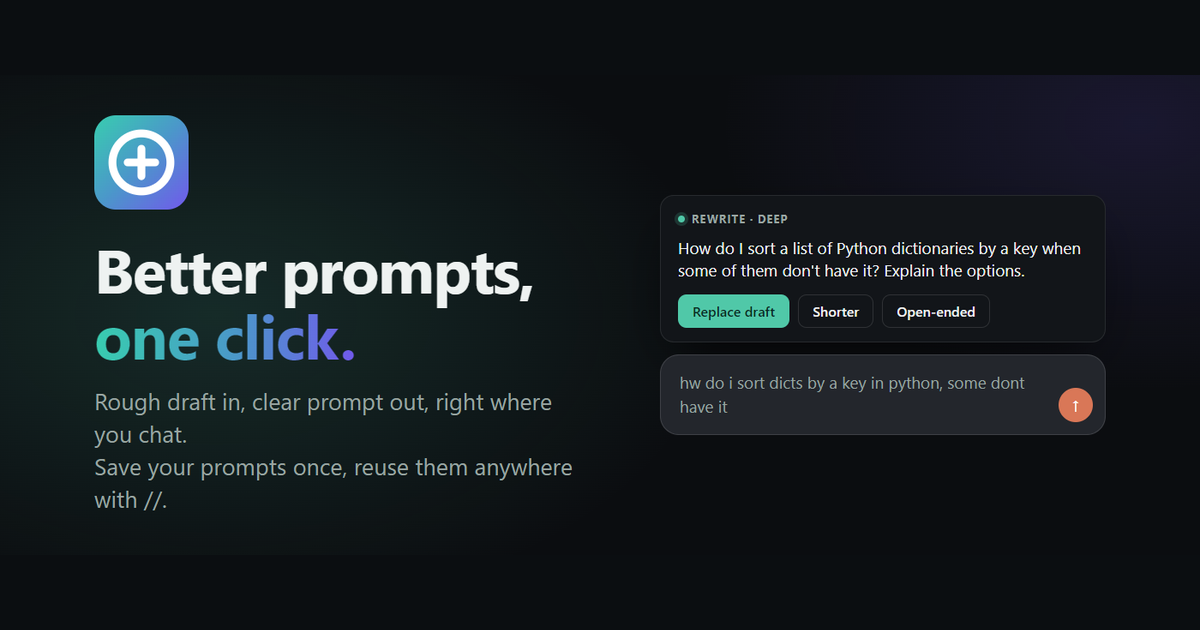 Better prompts,
one click.
Rough draft in, clear prompt out, right where
you chat.
Save your prompts once, reuse them anywhere
with //.
REWRITE · DEEP
How do I sort a list of Python dictionaries by a key when
some of them don't have it? Explain the options.
Replace draft
Shorter
Open-ended
hw do i sort dicts by a key in python, some dont
have it
↑